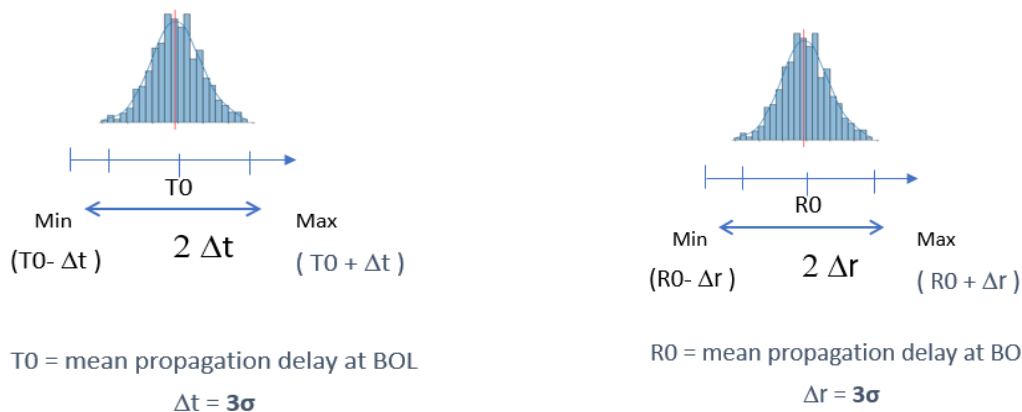 T0
Min
Max
(T0- Δt )
2 Δt
( T0 + Δt )
T0 = mean propagation delay at BOL
Δt = 3σ
R0
Min
Max
(R0- Δr )
2 Δr
( R0 + Δr )
R0 = mean propagation delay at BO
Δr = 3σ